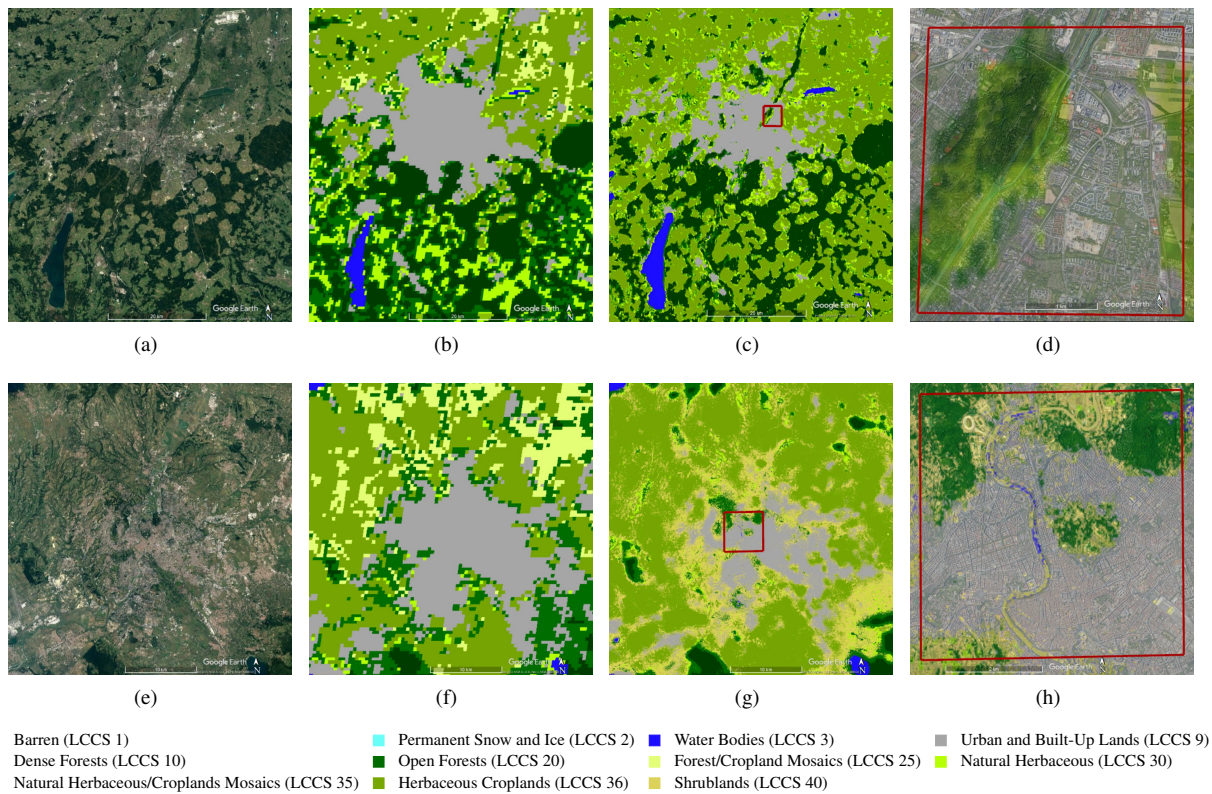 Google Earth
N
20 km
Google Earth
N
20 km
Google Earth
N
20 km
Google Earth
N
1 km
(a)
(b)
(c)
(d)
Google Earth
N
10 km
Google Earth
N
10 km
Google Earth
N
10 km
Google Earth
N
(e)
(f)
(g)
(h)
Barren (LCCS 1)
Permanent Snow and Ice (LCCS 2)
Water Bodies (LCCS 3)
Urban and Built-Up Lands (LCCS 9)
Dense Forests (LCCS 10)
Open Forests (LCCS 20)
Forest/Cropland Mosaics (LCCS 25)
Natural Herbaceous (LCCS 30)
Natural Herbaceous/Croplands Mosaics (LCCS 35)
Herbaceous Croplands (LCCS 36)
Shrublands (LCCS 40)